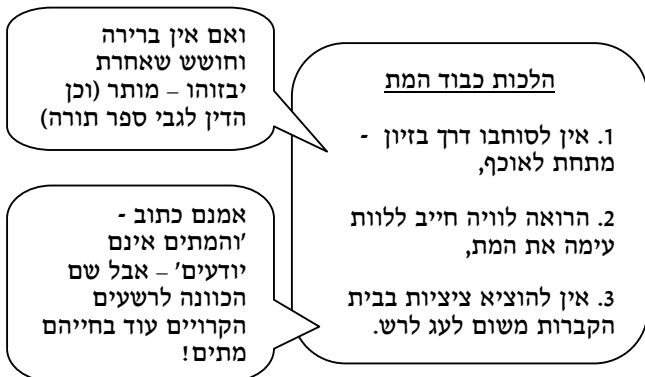 הלכות כבוד המת
1. אין לסוחבו דרך בזיון -
מתחת לאוכף,
2. הרואה לוויה חייב ללוות
עימה את המת,
3. אין להוציא ציציות בבית
הקברות משום לעג לרש.
ואם אין ברירה
וחושש שאחרת
יבזוהו – מותר (וכן
הדין לגבי ספר תורה)
אמנם כתוב -
'והמתים אינם
יודעים' – אבל שם
הכוונה לרשעים
הקרויים עוד בחייהם
מתים!